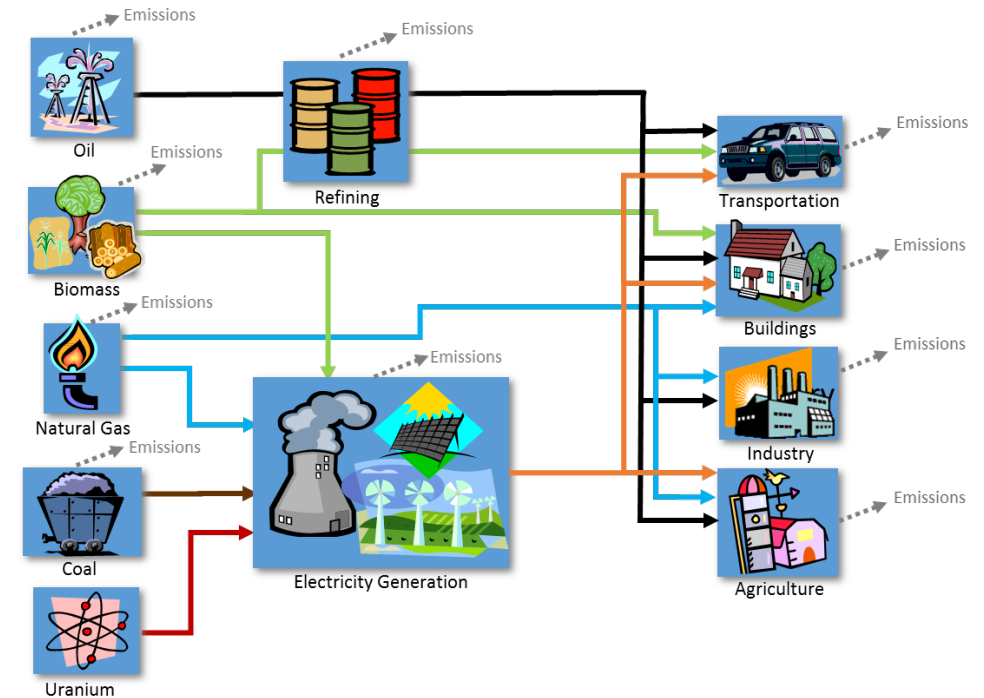 Emissions
Oil
Emissions
Refining
Emissions
Biomass
Emissions
Transportation
Emissions
Buildings
Emissions
Natural Gas
Emissions
Electricity Generation
Emissions
Industry
Emissions
Coal
Emissions
Agriculture
Uranium